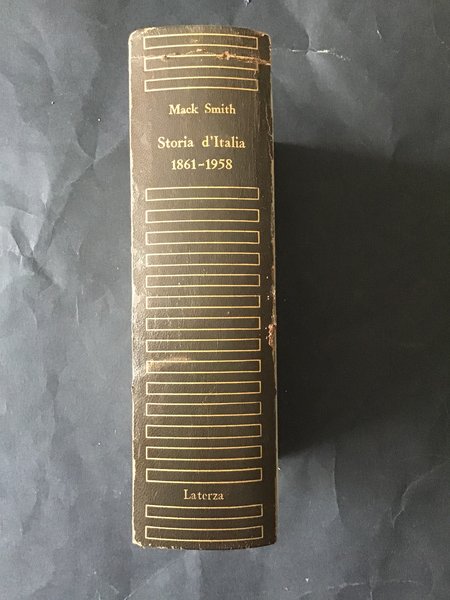 Mack Smith
Storia d'Italia
1861-1958
Laterza